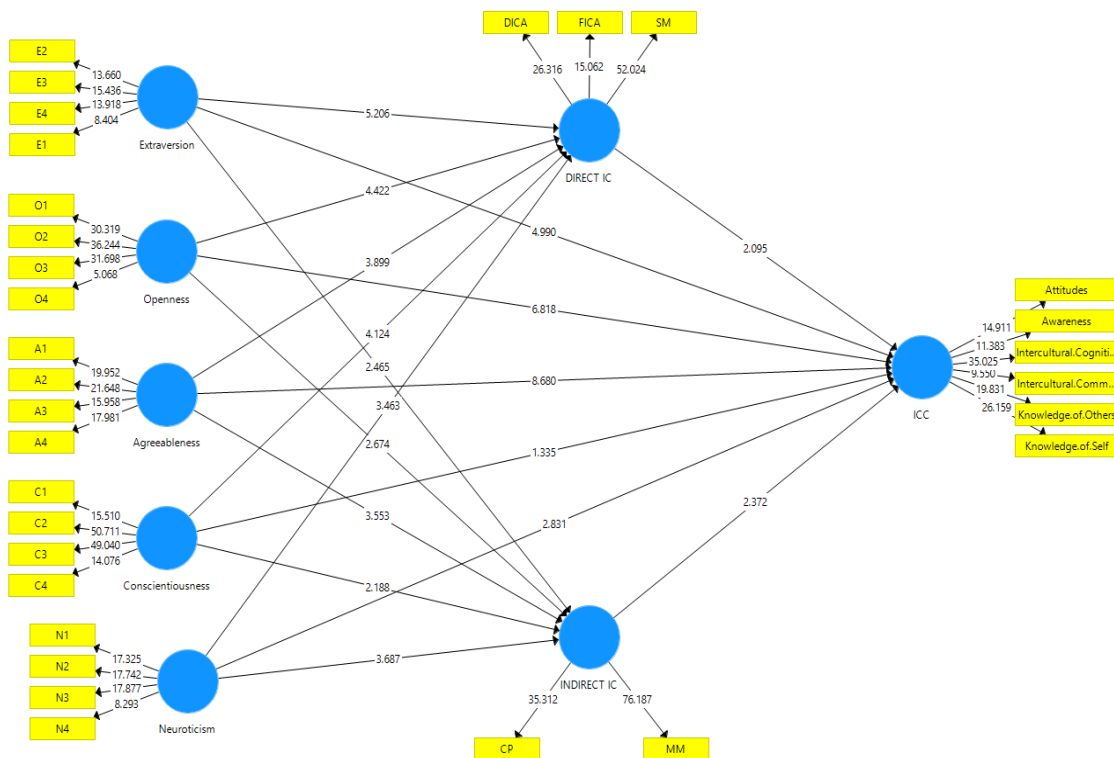 DICA
FICA
SM
26.316
15.062
52.024
DIRECT IC
E2
E3
E4
E1
13.660
15.436
13.918
8.404
Extraversion
O1
O2
O3
O4
30.319
36.244
31.698
5.068
Openness
A1
A2
A3
A4
19.952
21.648
15.958
17.981
Agreeableness
C1
C2
C3
C4
15.510
50.711
49.040
14.076
Conscientiousness
N1
N2
N3
N4
17.325
17.742
17.877
8.293
Neuroticism
5.206
4.422
4.990
3.899
6.818
4.124
2.465
8.680
3.463
2.674
1.335
3.553
2.831
2.188
3.687
2.095
2.372
INDIRECT IC
35.312
76.187
CP
MM
ICC
14.911
11.383
35.025
9.550
19.831
26.159
Attitudes
Awareness
Intercultural.Cogniti...
Intercultural.Comm...
Knowledge.of.Others
Knowledge.of.Self